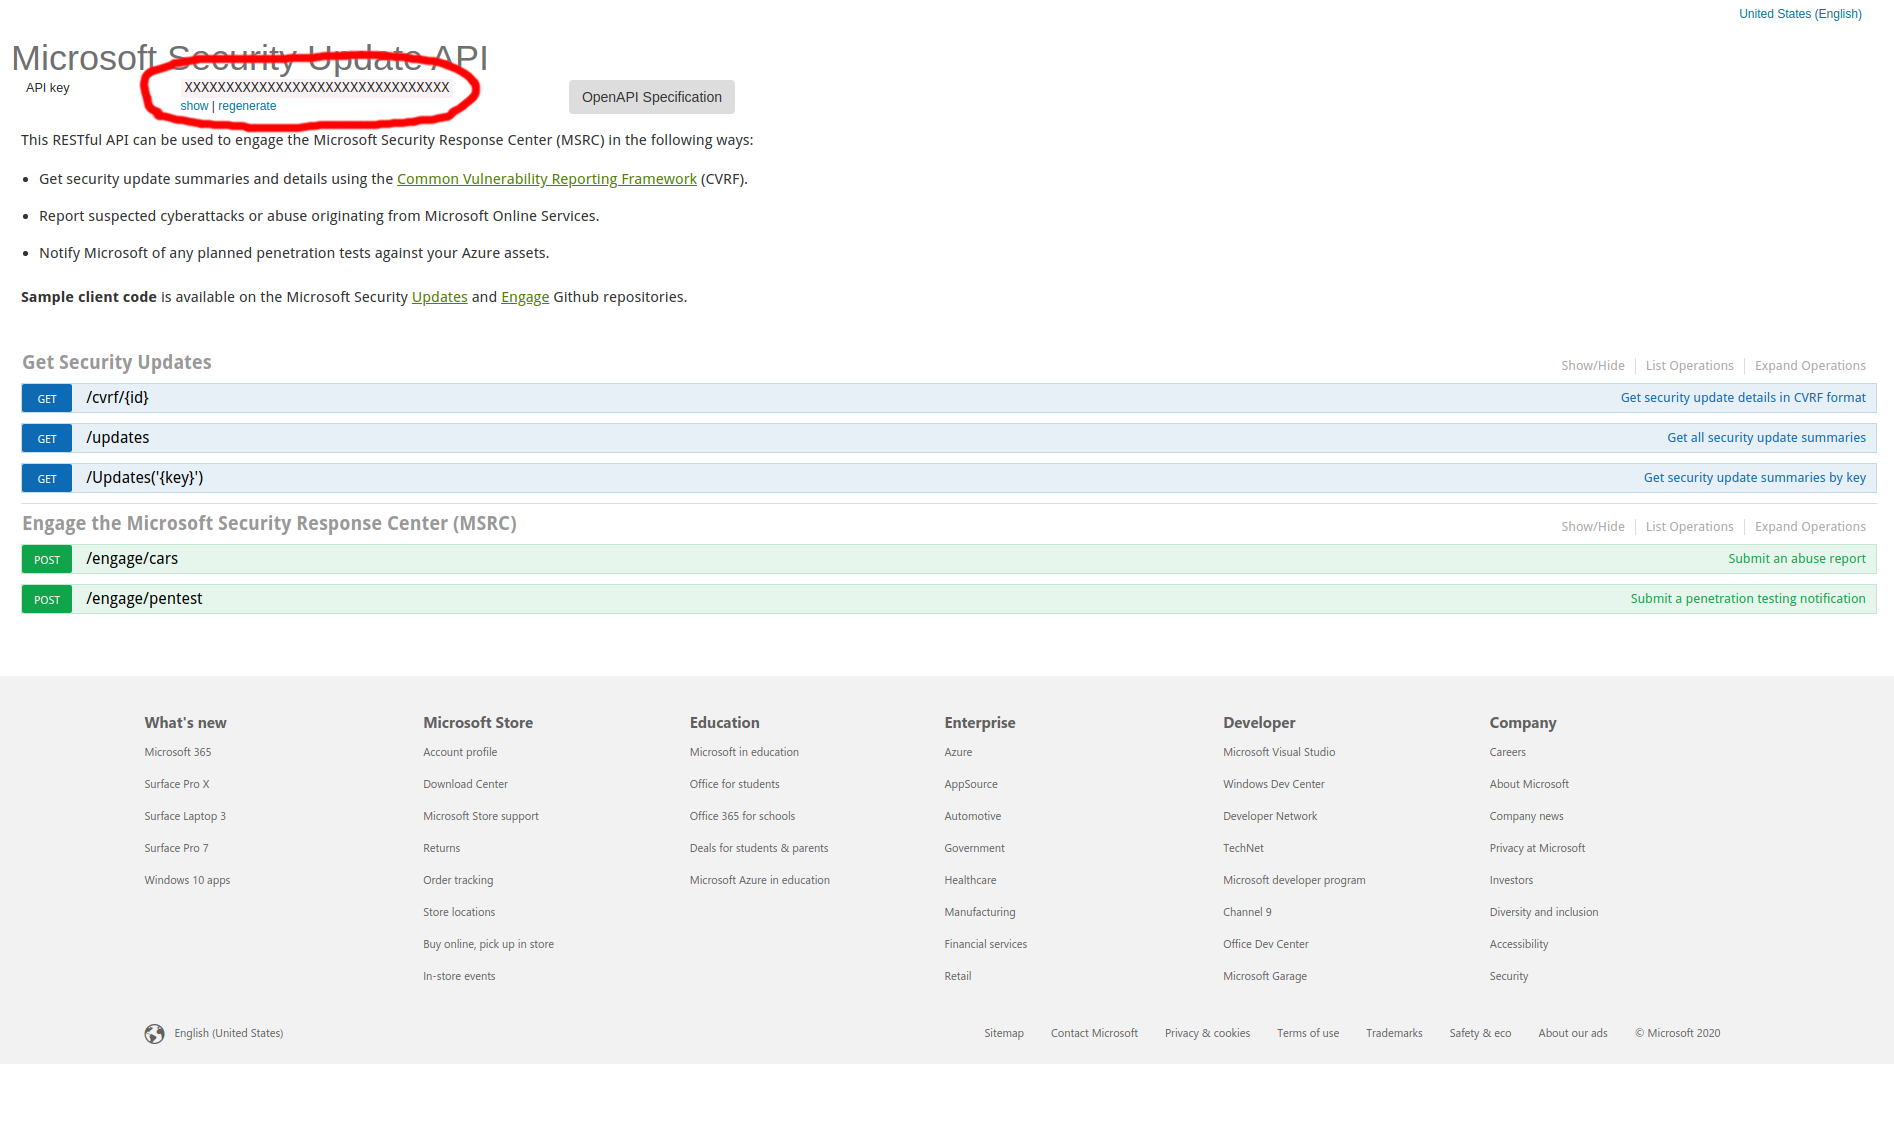 United States (English)
Microsoft Security Update API
API key
XXXXXXXXXXXXXXXXXXXXXXXXXXXXXXXX
show | regenerate
OpenAPI Specification
This RESTful API can be used to engage the Microsoft Security Response Center (MSRC) in the following ways:
• Get security update summaries and details using the Common Vulnerability Reporting Framework (CVRF).
• Report suspected cyberattacks or abuse originating from Microsoft Online Services.
• Notify Microsoft of any planned penetration tests against your Azure assets.
Sample client code is available on the Microsoft Security Updates and Engage Github repositories.
Get Security Updates
Show/Hide List Operations Expand Operations
GET /cvrf/{id} Get security update details in CVRF format
GET /updates Get all security update summaries
GET /Updates('{key}') Get security update summaries by key
Engage the Microsoft Security Response Center (MSRC)
Show/Hide List Operations Expand Operations
POST /engage/cars Submit an abuse report
POST /engage/pentest Submit a penetration testing notification
What's new
Microsoft 365
Surface Pro X
Surface Laptop 3
Surface Pro 7
Windows 10 apps
Microsoft Store
Account profile
Download Center
Microsoft Store support
Returns
Order tracking
Store locations
Buy online, pick up in store
In-store events
Education
Microsoft in education
Office for students
Office 365 for schools
Deals for students & parents
Microsoft Azure in education
Enterprise
Azure
AppSource
Automotive
Government
Healthcare
Manufacturing
Financial services
Retail
Developer
Microsoft Visual Studio
Windows Dev Center
Developer Network
TechNet
Microsoft developer program
Channel 9
Office Dev Center
Microsoft Garage
Company
Careers
About Microsoft
Company news
Privacy at Microsoft
Investors
Diversity and inclusion
Accessibility
Security
English (United States)
Sitemap Contact Microsoft Privacy & cookies Terms of use Trademarks Safety & eco About our ads © Microsoft 2020